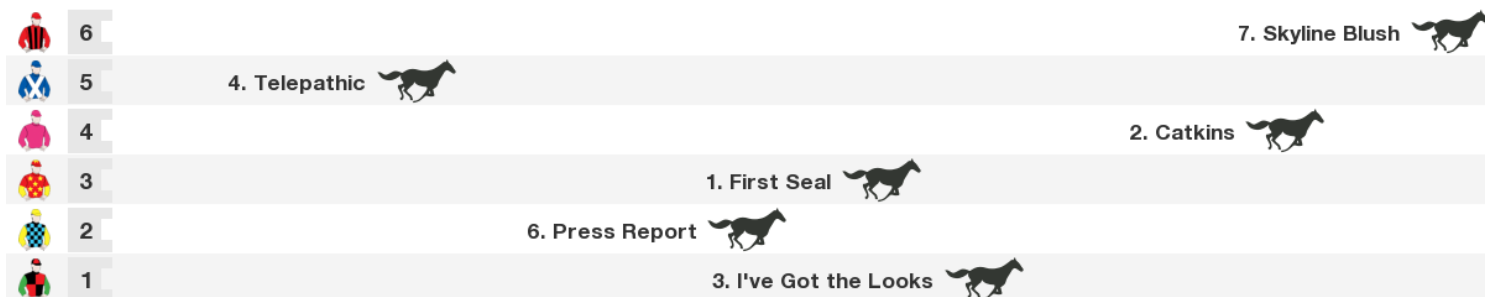 6 7. Skyline Blush
5 4. Telepathic
4 2. Catkins
3 1. First Seal
2 6. Press Report
1 3. I've Got the Looks